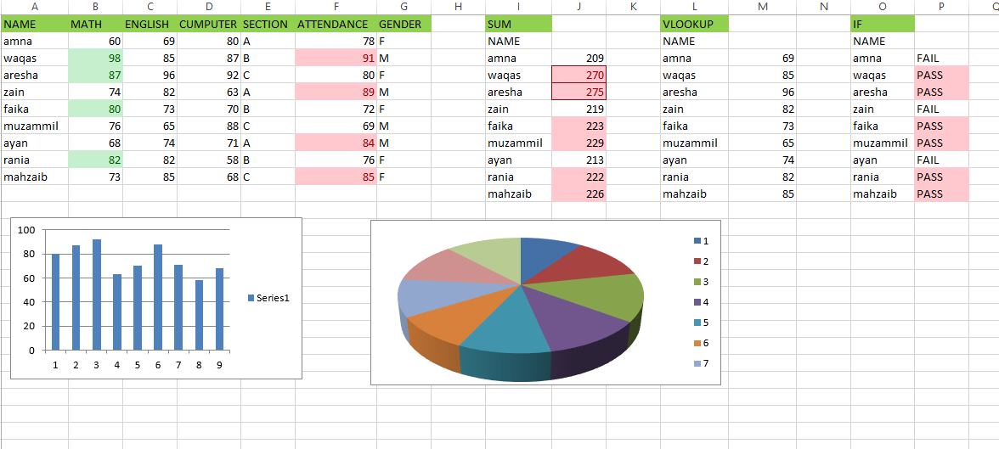 A B C D E F G H I J K L M N O P Q
NAME MATH ENGLISH CUMPUTER SECTION ATTENDANCE GENDER SUM VLOOKUP IF
amna 60 69 80 A 78 F NAME NAME NAME
waqas 98 85 87 B 91 M amna 209 amna 69 amna FAIL
aresha 87 96 92 C 80 F waqas 270 waqas 85 waqas PASS
zain 74 82 63 A 89 M aresha 275 aresha 96 aresha PASS
faika 80 73 70 B 72 F zain 219 zain 82 zain FAIL
muzammil 76 65 88 C 69 M faika 223 faika 73 faika PASS
ayan 68 74 71 A 84 M muzammil 229 muzammil 65 muzammil PASS
rania 82 82 58 B 76 F ayan 213 ayan 74 ayan FAIL
mahzaib 73 85 68 C 85 F rania 222 rania 82 rania PASS
mahzaib 226 mahzaib 85 mahzaib PASS
100
80
60
40
20
0
1 2 3 4 5 6 7 8 9
Series1
1
2
3
4
5
6
7